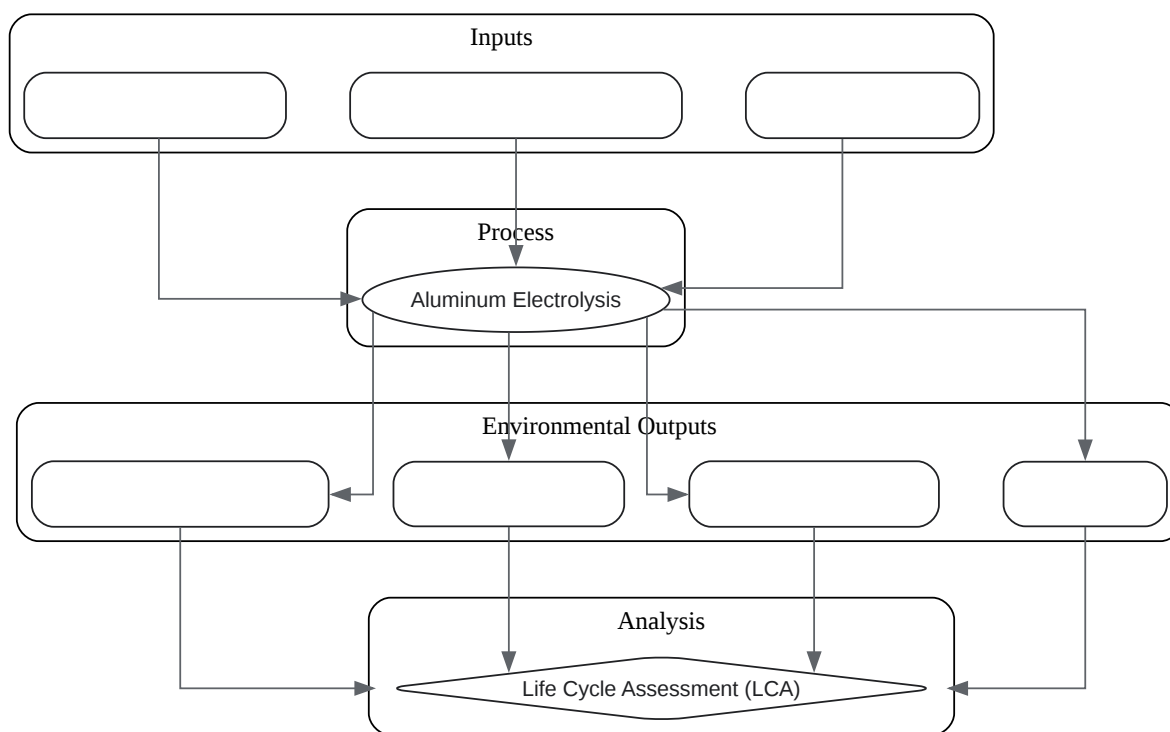 Inputs
Process
Aluminum Electrolysis
Environmental Outputs
Analysis
Life Cycle Assessment (LCA)